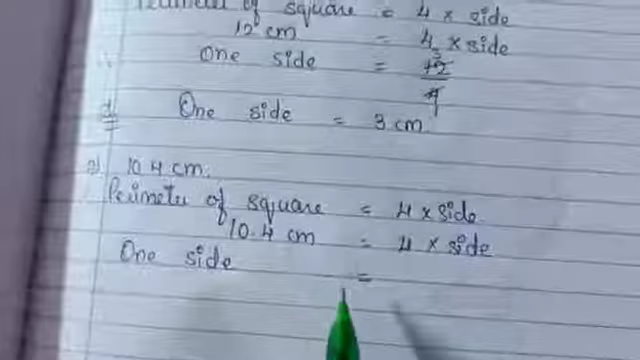 Perimeter of square = 4 x side
12 cm = 4 x side
One side = 12/4 3
One side = 3 cm
2) 10.4 cm.
Perimeter of square = 4 x side
10.4 cm = 4 x side
One side =